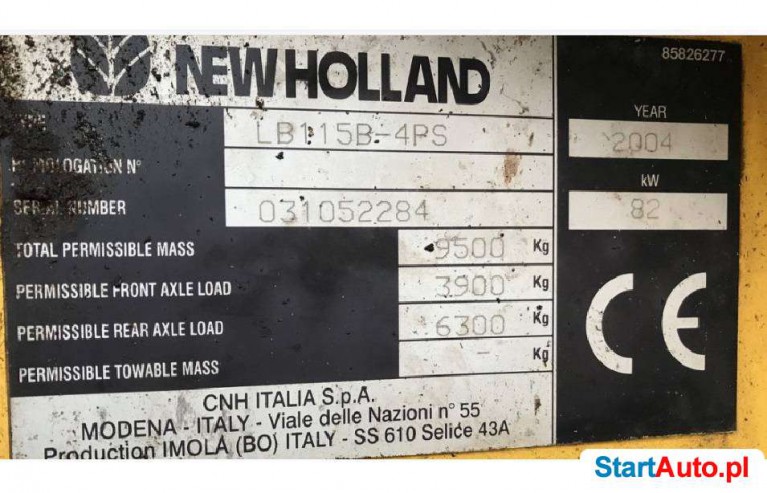 NEW HOLLAND
85826277
TYPE LB115B-4PS
YEAR
2004
HOMOLOGATION N°
kW
82
SERIAL NUMBER 031052284
TOTAL PERMISSIBLE MASS 9500 Kg
PERMISSIBLE FRONT AXLE LOAD 3900 Kg
PERMISSIBLE REAR AXLE LOAD 6300 Kg
PERMISSIBLE TOWABLE MASS - Kg
CE
CNH ITALIA S.p.A.
MODENA - ITALY - Viale delle Nazioni n° 55
Production IMOLA (BO) ITALY - SS 610 Selice 43A
StartAuto.pl